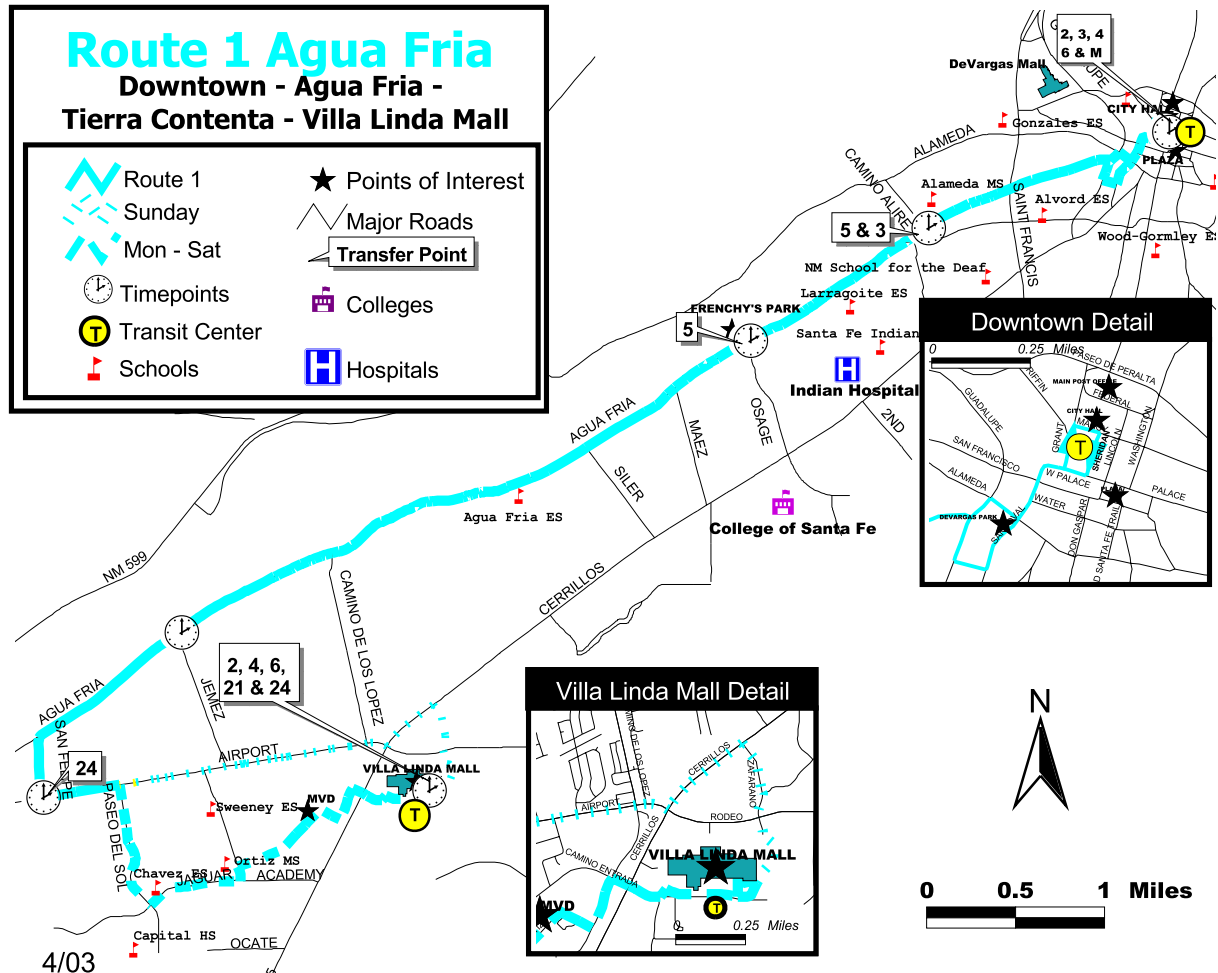 Route 1 Agua Fria
Downtown - Agua Fria -
Tierra Contenta - Villa Linda Mall
Route 1
Sunday
Mon - Sat
Timepoints
T
Transit Center
Schools
Points of Interest
Major Roads
Transfer Point
Colleges
H
Hospitals
2, 3, 4
6 & M
DeVargas Mall
CITY HALL
T
PLAZA
Gonzales ES
ALAMEDA
CAMINO ALIRE
Alameda MS
SAINT FRANCIS
Alvord ES
Wood-Gormley ES
5 & 3
NM School for the Deaf
Larragoite ES
FRENCHY'S PARK
5
Santa Fe Indian
H
Indian Hospital
2ND
OSAGE
MAEZ
AGUA FRIA
SILER
Agua Fria ES
College of Santa Fe
NM 599
CERRILLOS
CAMINO DE LOS LOPEZ
2, 4, 6,
21 & 24
JEMEZ
AGUA FRIA
SAN FELIPE
24
AIRPORT
VILLA LINDA MALL
T
PASEO DEL SOL
Sweeney ES
MVD
Ortiz MS
Chavez ES
JAGUAR
ACADEMY
Capital HS
OCATE
4/03
Downtown Detail
0
0.25 Miles
PASEO DE PERALTA
MAIN POST OFFICE
FEDERAL
GUADALUPE
CITY HALL
GRANT
T
SHERIDAN
LINCOLN
WASHINGTON
SAN FRANCISCO
W PALACE
PALACE
ALAMEDA
WATER
DEVARGAS PARK
DON GASPAR
D SANTA FE TRAIL
Villa Linda Mall Detail
MING DE LOS LOPEZ
CERRILLOS
ZAFARANO
AIRPORT
CERRILLOS
RODEO
CAMINO ENTRADA
VILLA LINDA MALL
MVD
T
0.25 Miles
N
0
0.5
1 Miles